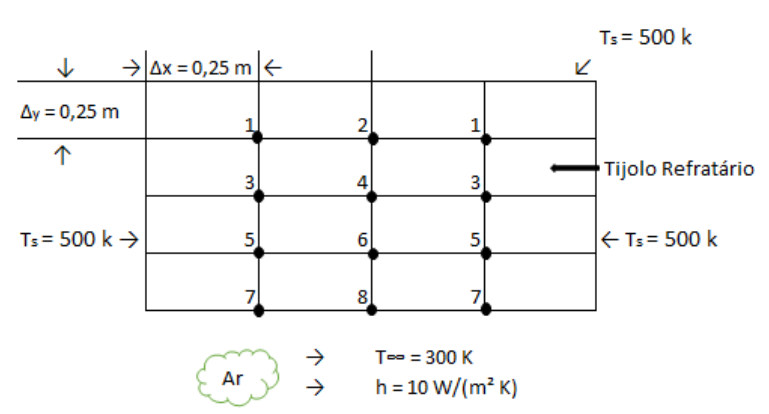 Ts = 500 k
Δx = 0,25 m
Δy = 0,25 m
1 2 1
Tijolo Refratário
3 4 3
Ts = 500 k
5 6 5
Ts = 500 k
7 8 7
Ar
T∞ = 300 K
h = 10 W/(m² K)